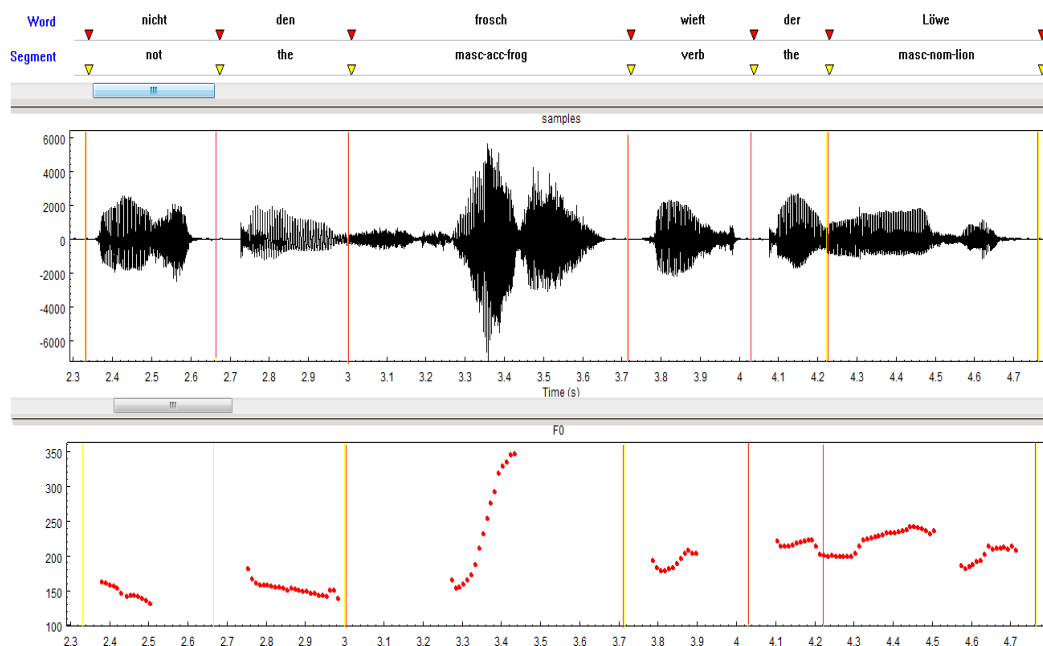 Word nicht den frosch wieft der Löwe
Segment not the masc-acc-frog verb the masc-nom-lion
samples
6000
4000
2000
0
-2000
-4000
-6000
2.3 2.4 2.5 2.6 2.7 2.8 2.9 3 3.1 3.2 3.3 3.4 3.5 3.6 3.7 3.8 3.9 4 4.1 4.2 4.3 4.4 4.5 4.6 4.7
Time (s)
F0
350
300
250
200
150
100
2.3 2.4 2.5 2.6 2.7 2.8 2.9 3 3.1 3.2 3.3 3.4 3.5 3.6 3.7 3.8 3.9 4 4.1 4.2 4.3 4.4 4.5 4.6 4.7